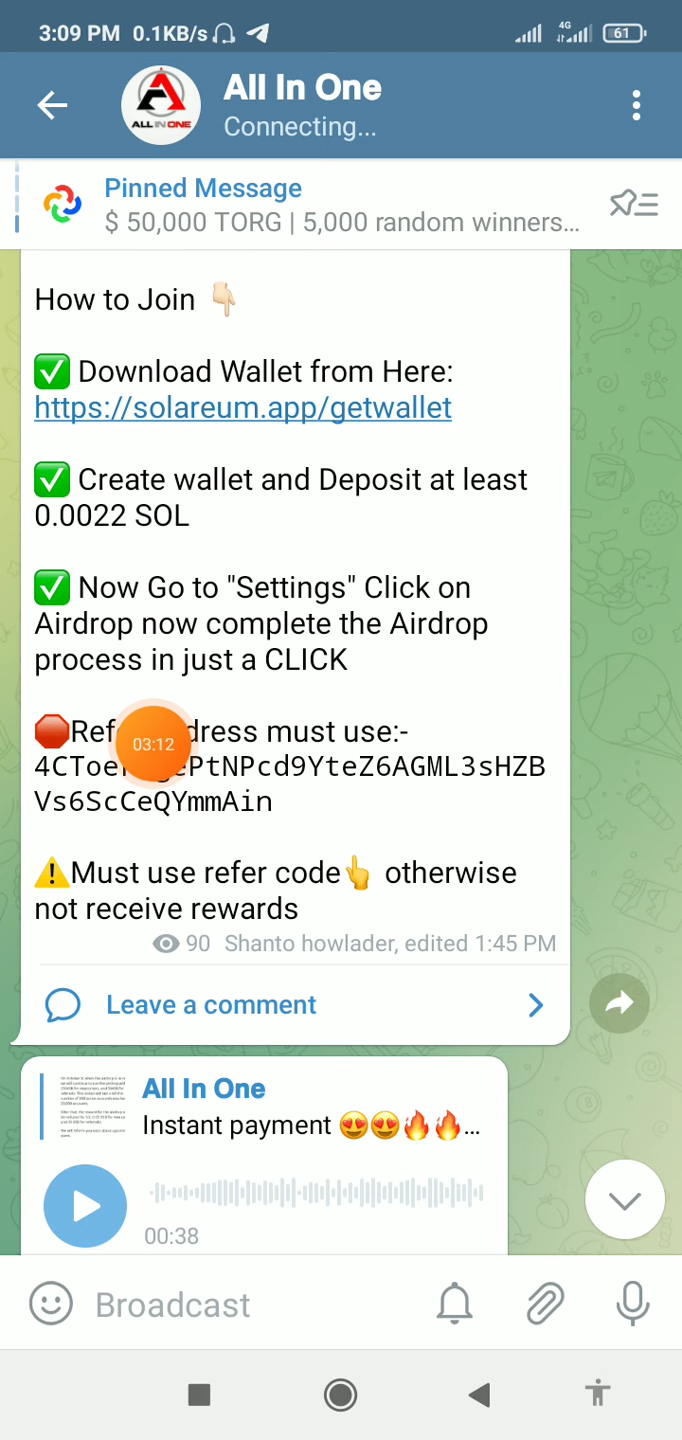 3:09 PM 0.1KB/s
4G
61
All In One
ALL IN ONE
Connecting...
Pinned Message
$ 50,000 TORG | 5,000 random winners...
How to Join 👇🏻
✅ Download Wallet from Here:
https://solareum.app/getwallet
✅ Create wallet and Deposit at least
0.0022 SOL
✅ Now Go to "Settings" Click on
Airdrop now complete the Airdrop
process in just a CLICK
🛑Ref dress must use:-
03:12
4CToe ePtNPcd9YteZ6AGML3sHZB
Vs6ScCeQYmmAin
⚠️Must use refer code👆 otherwise
not receive rewards
90 Shanto howlader, edited 1:45 PM
Leave a comment
All In One
Instant payment 😍😍🔥🔥...
00:38
Broadcast